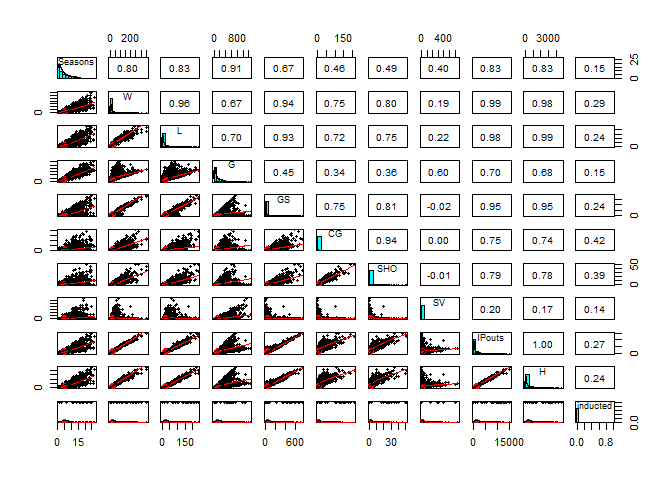 0 200 0 800 0 150 0 400 0 3000
Seasons 0.80 0.83 0.91 0.67 0.46 0.49 0.40 0.83 0.83 0.15 0 25
0 W 0.96 0.67 0.94 0.75 0.80 0.19 0.99 0.98 0.29
L 0.70 0.93 0.72 0.75 0.22 0.98 0.99 0.24 0
0 G 0.45 0.34 0.36 0.60 0.70 0.68 0.15
GS 0.75 0.81 -0.02 0.95 0.95 0.24 0
0 CG 0.94 0.00 0.75 0.74 0.42
SHO -0.01 0.79 0.78 0.39 0 50
0 SV 0.20 0.17 0.14
IPouts 1.00 0.27 0
0 H 0.24
inducted 0.0
0 15 0 150 0 600 0 30 0 15000 0.0 0.8